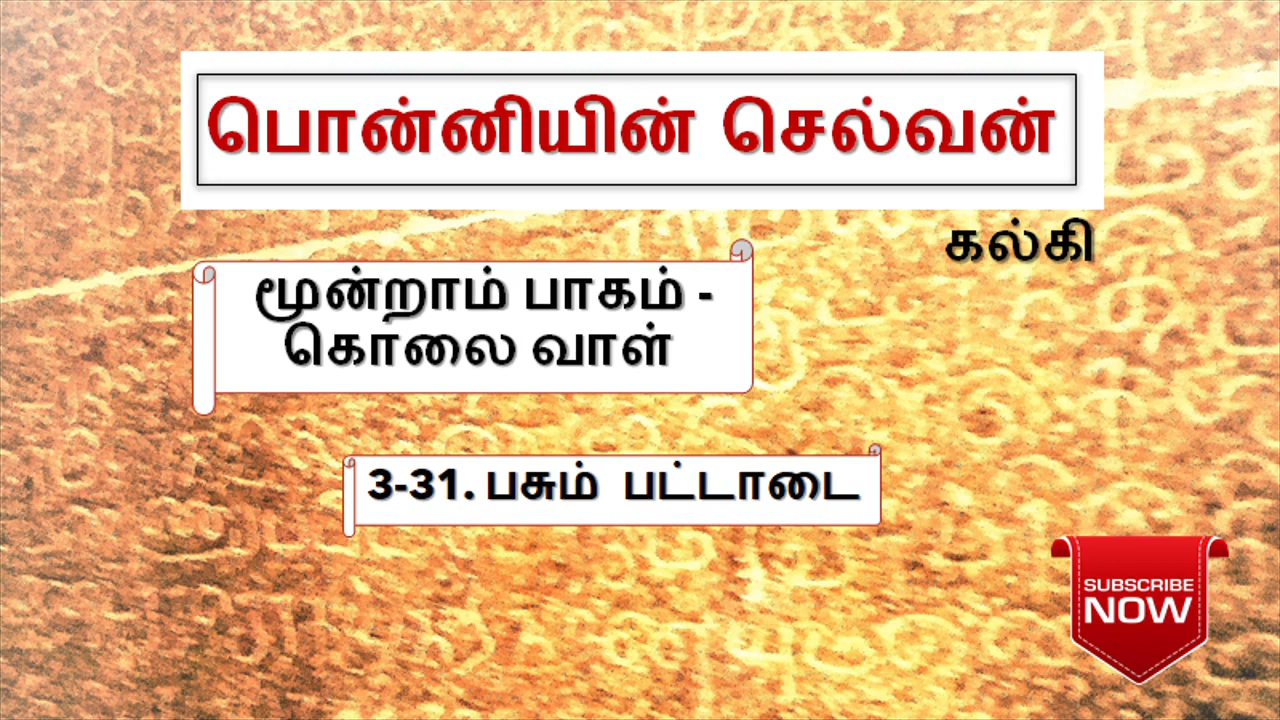 பொன்னியின் செல்வன்
கல்கி
மூன்றாம் பாகம் -
கொலை வாள்
3-31. பசும் பட்டாடை
SUBSCRIBE
NOW